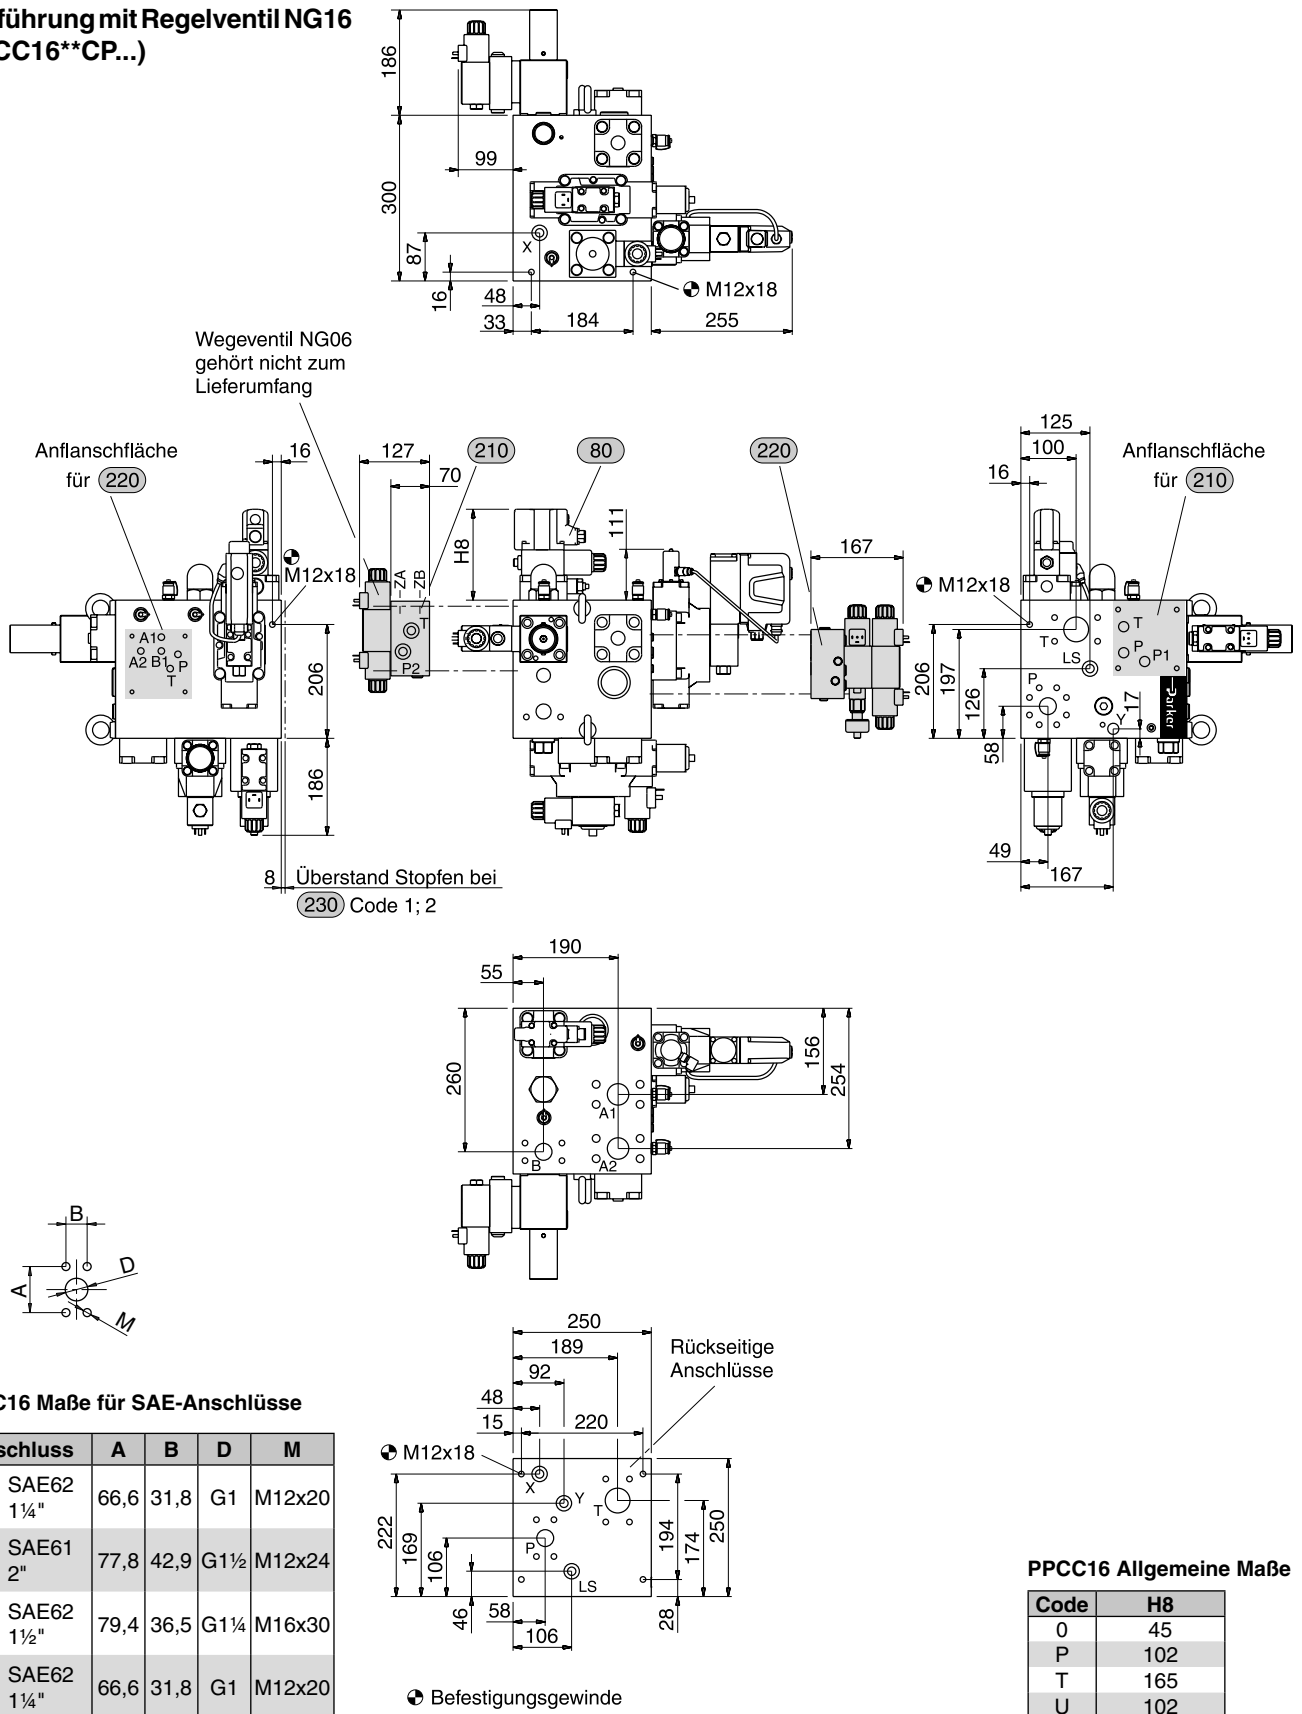 führung mit Regelventil NG16
CC16**CP...)
186
300
99
87
16
X
48
33
184
255
M12x18
Wegeventil NG06
gehört nicht zum
Lieferumfang
Anflanschfläche
für 220
16
M12x18
A1
A2 B1 P
T
206
186
8 Überstand Stopfen bei
230 Code 1; 2
127
70
210
80
220
ZA
ZB
T
P2
H8
111
167
125
100
16
Anflanschfläche
für 210
M12x18
T
LS
P
T
P
P1
Y
17
Parker
206
197
126
58
49
167
190
55
260
156
254
A1
A2
B
B
A
D
M
250
189
92
48
15
220
Rückseitige
Anschlüsse
M12x18
X
Y
T
P
LS
222
169
106
46
58
106
194
174
250
28
Befestigungsgewinde
C16 Maße für SAE-Anschlüsse
schluss A B D M
SAE62 1¼" 66,6 31,8 G1 M12x20
SAE61 2" 77,8 42,9 G1½ M12x24
SAE62 1½" 79,4 36,5 G1¼ M16x30
SAE62 1¼" 66,6 31,8 G1 M12x20
PPCC16 Allgemeine Maße
Code H8
0 45
P 102
T 165
U 102